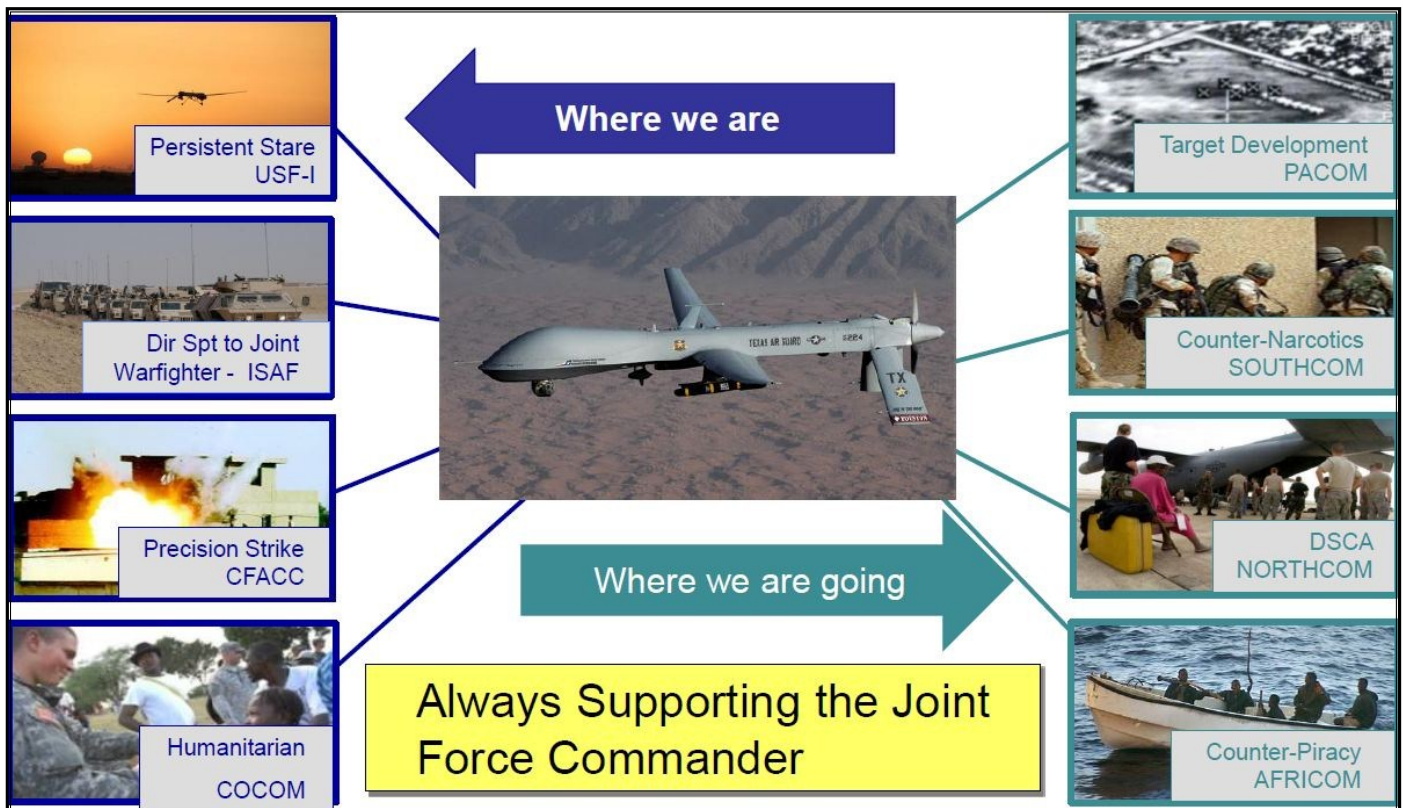 Persistent Stare
USF-I
Where we are
Target Development
PACOM
Dir Spt to Joint
Warfighter - ISAF
TEXAS AIR GUARD
TX
Counter-Narcotics
SOUTHCOM
Precision Strike
CFACC
Where we are going
DSCA
NORTHCOM
Humanitarian
COCOM
Always Supporting the Joint
Force Commander
Counter-Piracy
AFRICOM